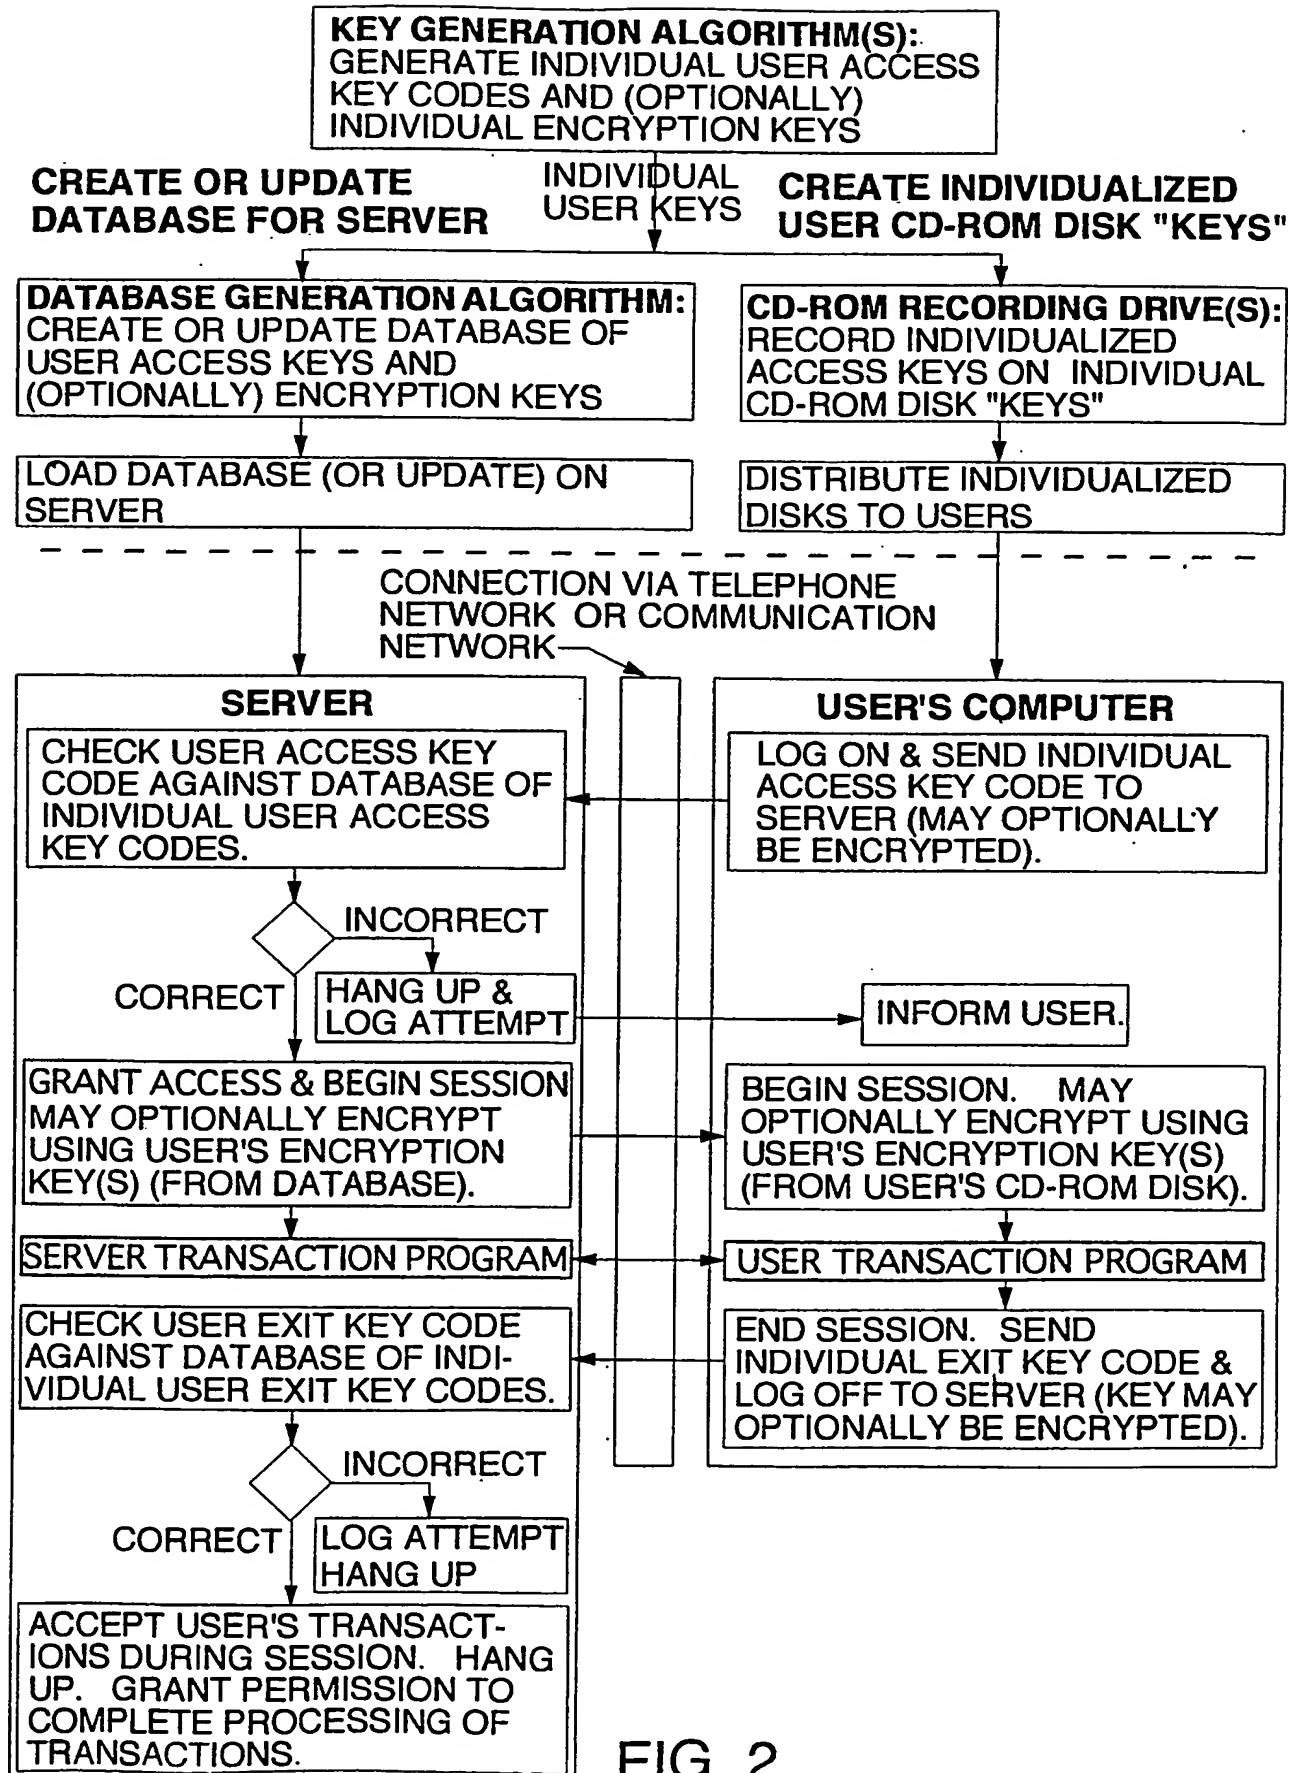 KEY GENERATION ALGORITHM(S):
GENERATE INDIVIDUAL USER ACCESS
KEY CODES AND (OPTIONALLY)
INDIVIDUAL ENCRYPTION KEYS
CREATE OR UPDATE
DATABASE FOR SERVER
INDIVIDUAL
USER KEYS
CREATE INDIVIDUALIZED
USER CD-ROM DISK "KEYS"
DATABASE GENERATION ALGORITHM:
CREATE OR UPDATE DATABASE OF
USER ACCESS KEYS AND
(OPTIONALLY) ENCRYPTION KEYS
CD-ROM RECORDING DRIVE(S):
RECORD INDIVIDUALIZED
ACCESS KEYS ON INDIVIDUAL
CD-ROM DISK "KEYS"
LOAD DATABASE (OR UPDATE) ON
SERVER
DISTRIBUTE INDIVIDUALIZED
DISKS TO USERS
CONNECTION VIA TELEPHONE
NETWORK OR COMMUNICATION
NETWORK
SERVER
CHECK USER ACCESS KEY
CODE AGAINST DATABASE OF
INDIVIDUAL USER ACCESS
KEY CODES.
USER'S COMPUTER
LOG ON & SEND INDIVIDUAL
ACCESS KEY CODE TO
SERVER (MAY OPTIONALLY
BE ENCRYPTED).
INCORRECT
CORRECT
HANG UP &
LOG ATTEMPT
INFORM USER.
GRANT ACCESS & BEGIN SESSION
MAY OPTIONALLY ENCRYPT
USING USER'S ENCRYPTION
KEY(S) (FROM DATABASE).
BEGIN SESSION. MAY
OPTIONALLY ENCRYPT USING
USER'S ENCRYPTION KEY(S)
(FROM USER'S CD-ROM DISK).
SERVER TRANSACTION PROGRAM
USER TRANSACTION PROGRAM
CHECK USER EXIT KEY CODE
AGAINST DATABASE OF INDI-
VIDUAL USER EXIT KEY CODES.
END SESSION. SEND
INDIVIDUAL EXIT KEY CODE &
LOG OFF TO SERVER (KEY MAY
OPTIONALLY BE ENCRYPTED).
INCORRECT
CORRECT
LOG ATTEMPT
HANG UP
ACCEPT USER'S TRANSACT-
IONS DURING SESSION. HANG
UP. GRANT PERMISSION TO
COMPLETE PROCESSING OF
TRANSACTIONS.
FIG. 2